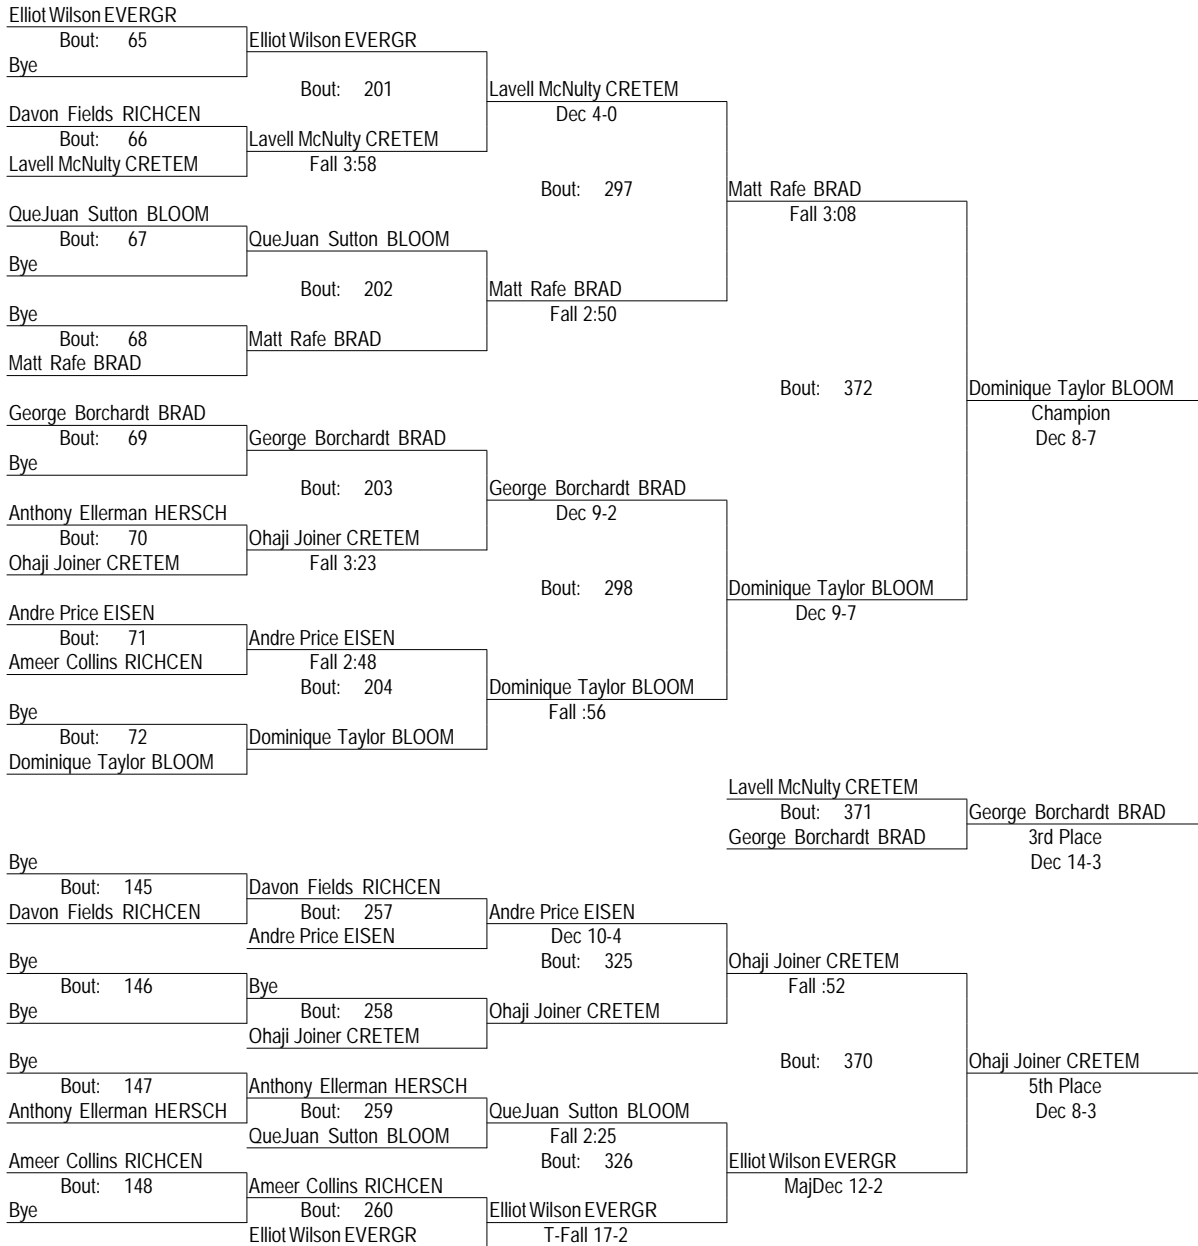 Elliot Wilson EVERGR
Bout: 65
Elliot Wilson EVERGR
Bye
Bout: 201
Lavell McNulty CRETEM
Dec 4-0
Davon Fields RICHCEN
Bout: 66
Lavell McNulty CRETEM
Lavell McNulty CRETEM
Fall 3:58
Bout: 297
Matt Rafe BRAD
Fall 3:08
QueJuan Sutton BLOOM
Bout: 67
QueJuan Sutton BLOOM
Bye
Bout: 202
Matt Rafe BRAD
Fall 2:50
Bye
Bout: 68
Matt Rafe BRAD
Matt Rafe BRAD
Bout: 372
Dominique Taylor BLOOM
Champion
Dec 8-7
George Borchardt BRAD
Bout: 69
George Borchardt BRAD
Bye
Bout: 203
George Borchardt BRAD
Dec 9-2
Anthony Ellerman HERSCH
Bout: 70
Ohaji Joiner CRETEM
Ohaji Joiner CRETEM
Fall 3:23
Bout: 298
Dominique Taylor BLOOM
Dec 9-7
Andre Price EISEN
Bout: 71
Andre Price EISEN
Ameer Collins RICHCEN
Fall 2:48
Bout: 204
Dominique Taylor BLOOM
Fall :56
Bye
Bout: 72
Dominique Taylor BLOOM
Dominique Taylor BLOOM
Lavell McNulty CRETEM
Bout: 371
George Borchardt BRAD
George Borchardt BRAD
3rd Place
Dec 14-3
Bye
Bout: 145
Davon Fields RICHCEN
Davon Fields RICHCEN
Bout: 257
Andre Price EISEN
Andre Price EISEN
Dec 10-4
Bout: 325
Ohaji Joiner CRETEM
Fall :52
Bye
Bout: 146
Bye
Bye
Bout: 258
Ohaji Joiner CRETEM
Ohaji Joiner CRETEM
Bout: 370
Ohaji Joiner CRETEM
5th Place
Dec 8-3
Bye
Bout: 147
Anthony Ellerman HERSCH
Anthony Ellerman HERSCH
Bout: 259
QueJuan Sutton BLOOM
QueJuan Sutton BLOOM
Fall 2:25
Bout: 326
Elliot Wilson EVERGR
MajDec 12-2
Ameer Collins RICHCEN
Bout: 148
Ameer Collins RICHCEN
Bye
Bout: 260
Elliot Wilson EVERGR
Elliot Wilson EVERGR
T-Fall 17-2